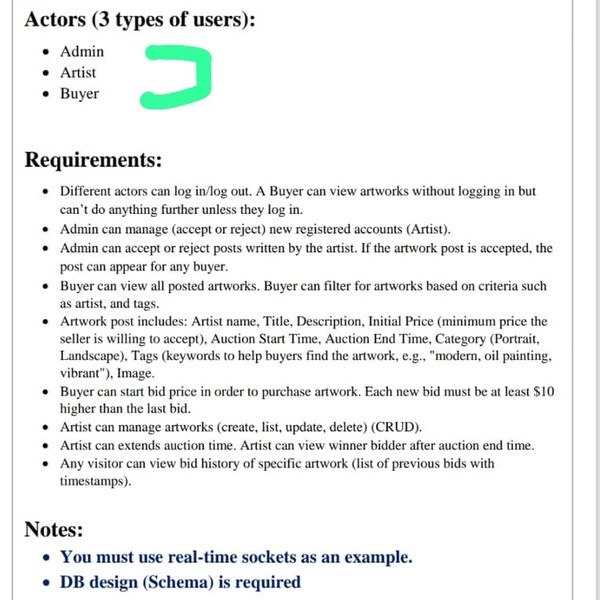 Actors (3 types of users):
• Admin
• Artist
• Buyer
Requirements:
• Different actors can log in/log out. A Buyer can view artworks without logging in but
can't do anything further unless they log in.
• Admin can manage (accept or reject) new registered accounts (Artist).
• Admin can accept or reject posts written by the artist. If the artwork post is accepted, the
post can appear for any buyer.
• Buyer can view all posted artworks. Buyer can filter for artworks based on criteria such
as artist, and tags.
• Artwork post includes: Artist name, Title, Description, Initial Price (minimum price the
seller is willing to accept), Auction Start Time, Auction End Time, Category (Portrait,
Landscape), Tags (keywords to help buyers find the artwork, e.g., "modern, oil painting,
vibrant"), Image.
• Buyer can start bid price in order to purchase artwork. Each new bid must be at least $10
higher than the last bid.
• Artist can manage artworks (create, list, update, delete) (CRUD).
• Artist can extends auction time. Artist can view winner bidder after auction end time.
• Any visitor can view bid history of specific artwork (list of previous bids with
timestamps).
Notes:
• You must use real-time sockets as an example.
• DB design (Schema) is required